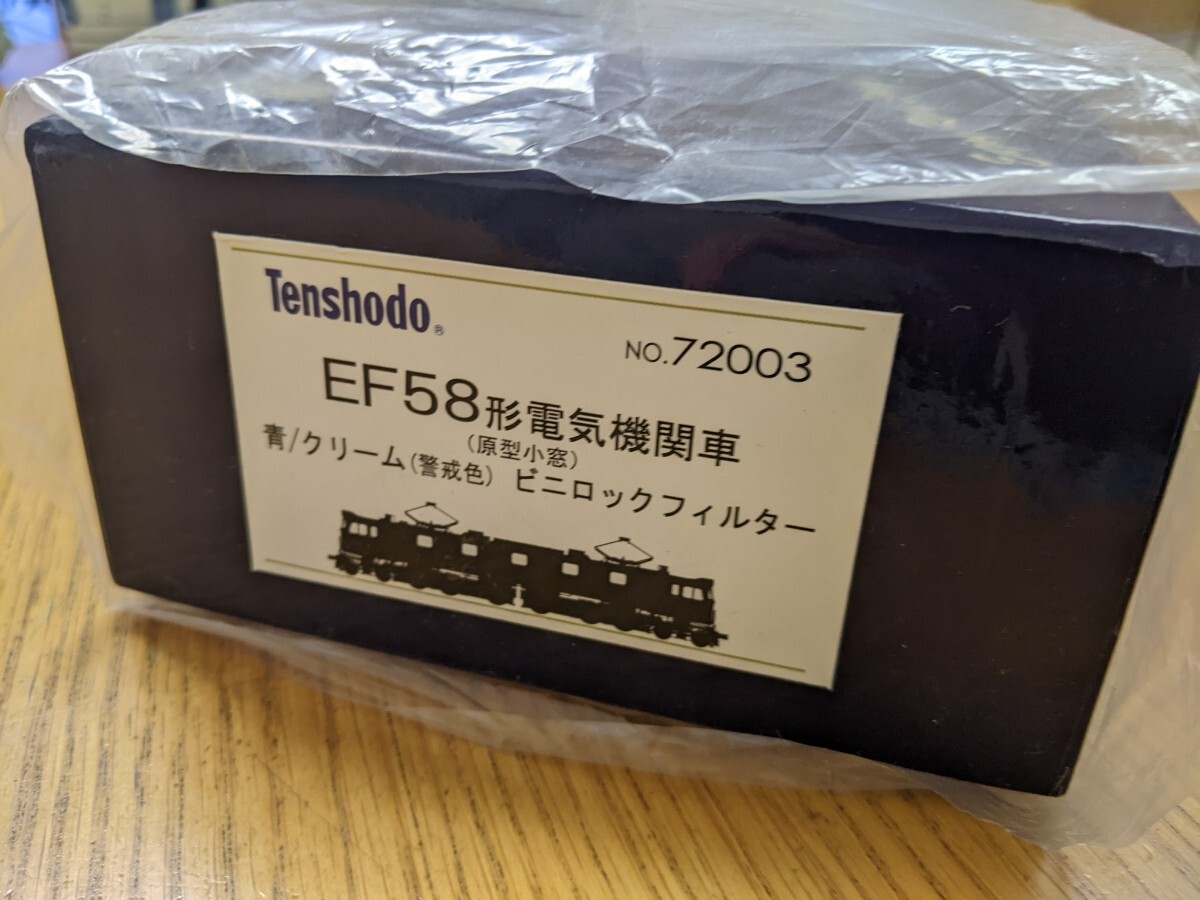 Tenshodo®
NO.72003
EF58形電気機関車
(原型小窓)
青/クリーム(警戒色) ビニロックフィルター